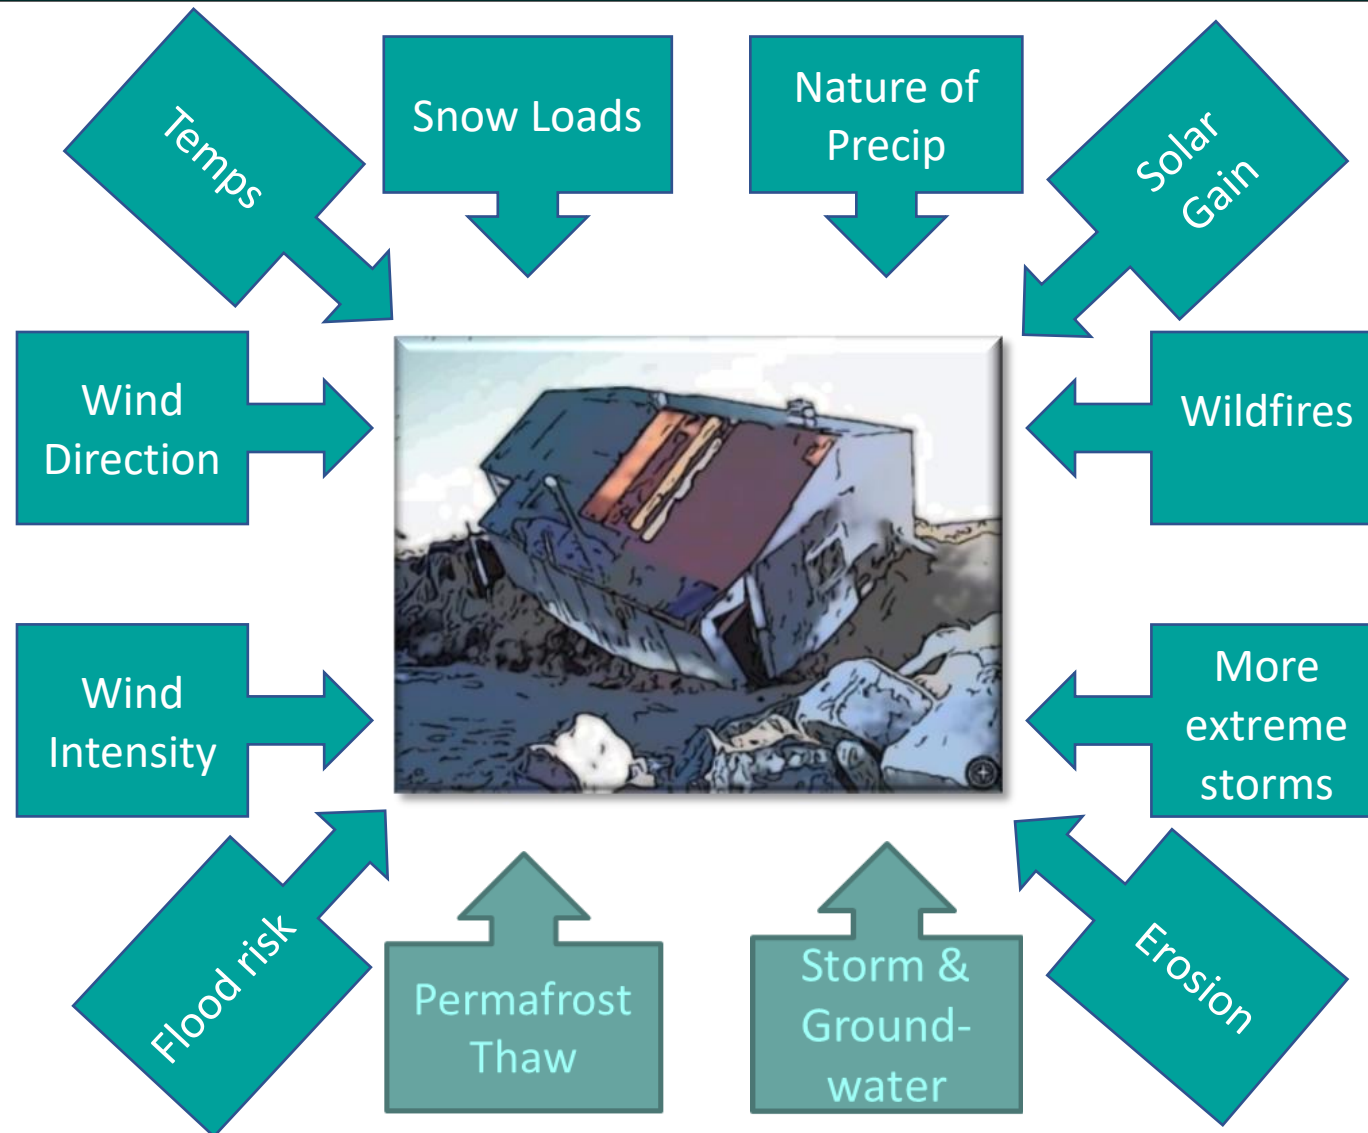 Temps
Snow Loads
Nature of
Precip
Solar
Gain
Wind
Direction
Wildfires
Wind
Intensity
More
extreme
storms
Flood risk
Permafrost
Thaw
Storm &
Ground-
water
Erosion